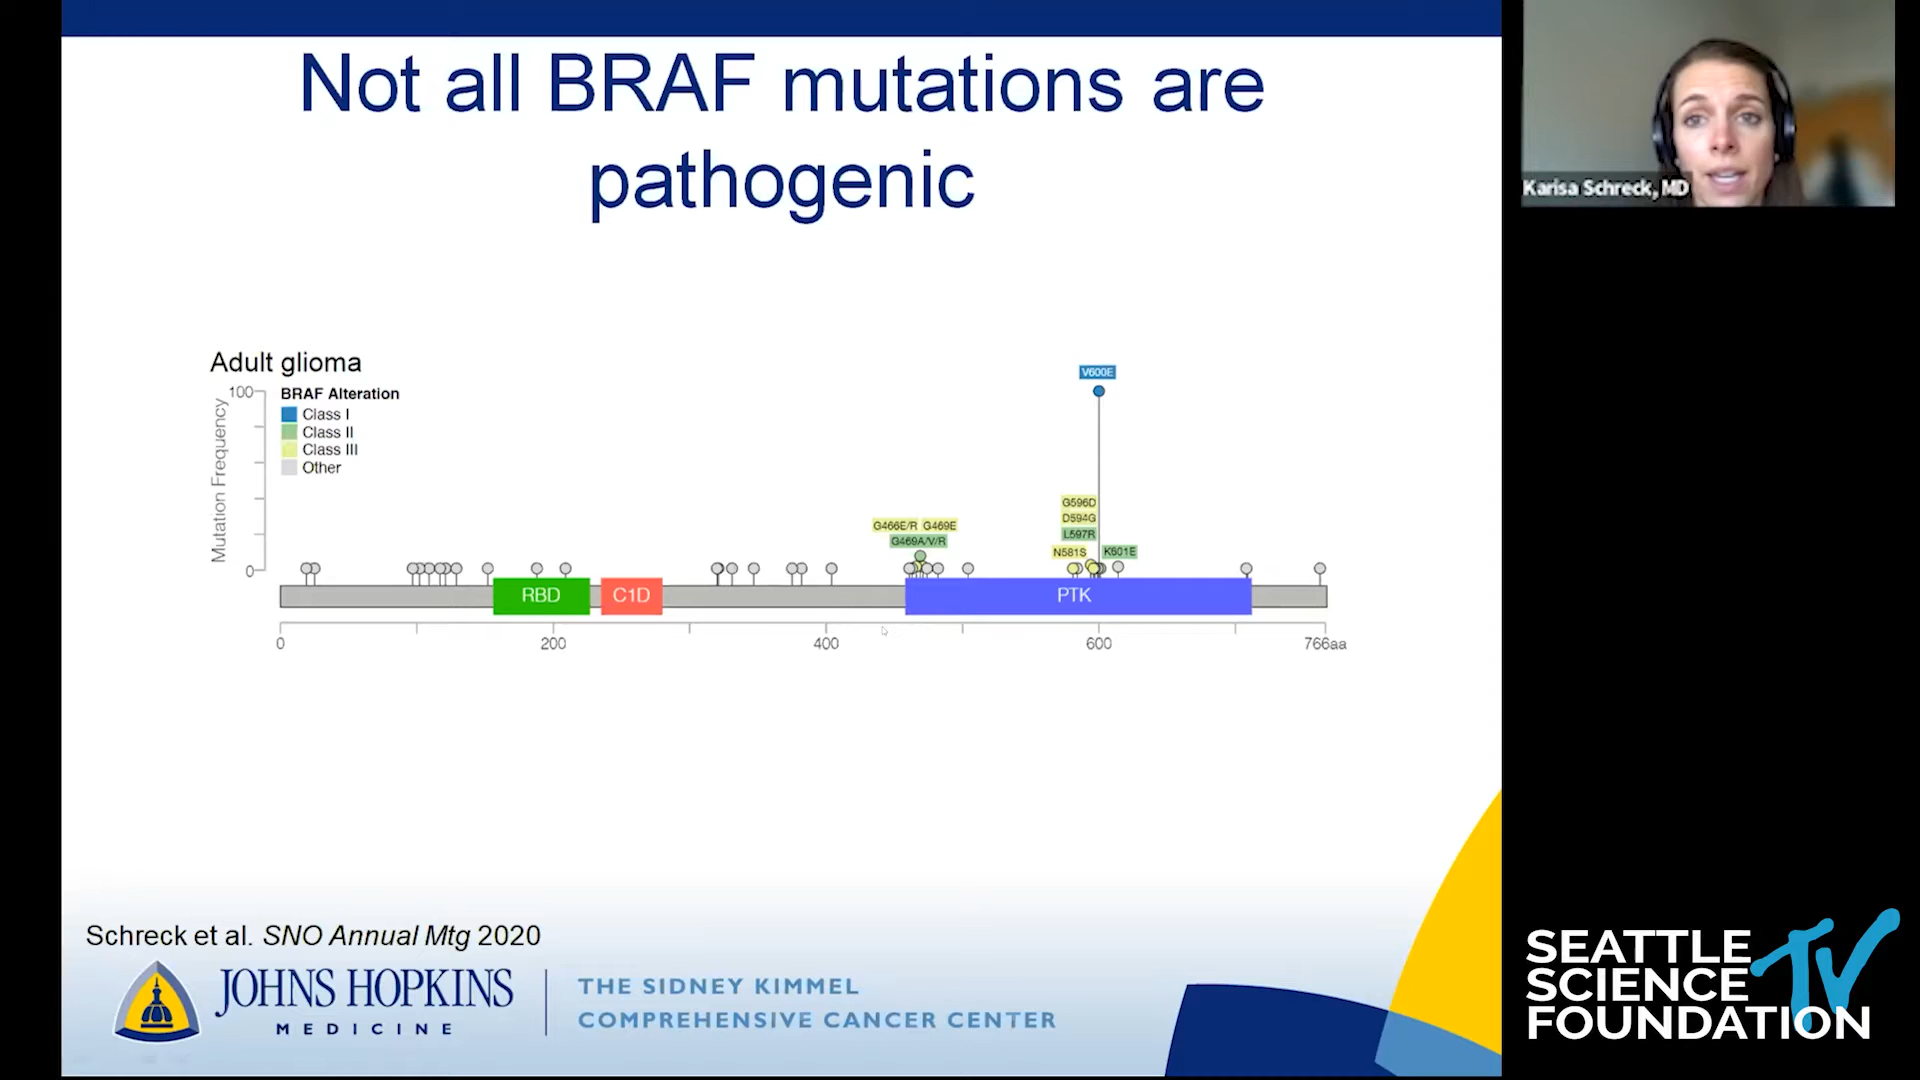 Not all BRAF mutations are
pathogenic
Karisa Schreck, MD
Adult glioma
Mutation Frequency
100
0
BRAF Alteration
Class I
Class II
Class III
Other
V600E
G596D
D594G
L597R
N581S
K601E
G466E/R
G469E
G469A/V/R
RBD
C1D
PTK
0
200
400
600
766aa
Schreck et al. SNO Annual Mtg 2020
JOHNS HOPKINS
MEDICINE
THE SIDNEY KIMMEL
COMPREHENSIVE CANCER CENTER
SEATTLE
SCIENCE TV
FOUNDATION